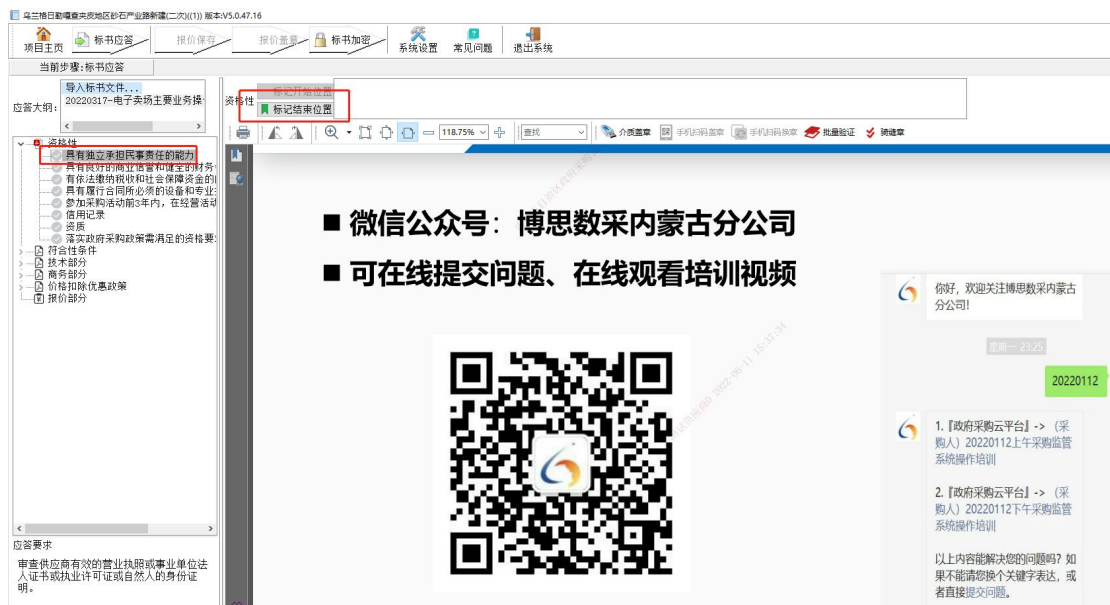 乌兰格日勒嘎查夹皮地区砂石产业路新建(二次)((1)) 版本:V5.0.47.16
项目主页 标书应答 报价保存 报价盖章 标书加密 系统设置 常见问题 退出系统
当前步骤:标书应答
应答大纲:
导入标书文件...
20220317-电子卖场主要业务操
资格性
标记开始位置
标记结束位置
118.75% 查找 介质盖章 手机扫码盖章 手机扫码换章 批量验证 骑缝章
资格性
具有独立承担民事责任的能力
具有良好的商业信誉和健全的财务
有依法缴纳税收和社会保障资金的
具有履行合同所必须的设备和专业
参加采购活动前3年内，在经营活动
信用记录
资质
落实政府采购政策需满足的资格要
符合性条件
技术部分
商务部分
价格扣除优惠政策
报价部分
应答要求
审查供应商有效的营业执照或事业单位法
人证书或执业许可证或自然人的身份证
明。
■ 微信公众号：博思数采内蒙古分公司
■ 可在线提交问题、在线观看培训视频
2022-06-11 15:37:34
你好，欢迎关注博思数采内蒙古
分公司!
星期一 23:25
20220112
1.『政府采购云平台』->（采
购人）20220112上午采购监管
系统操作培训
2.『政府采购云平台』->（采
购人）20220112下午采购监管
系统操作培训
以上内容能解决您的问题吗？如
果不能请您换个关键字表达，或
者直接提交问题。